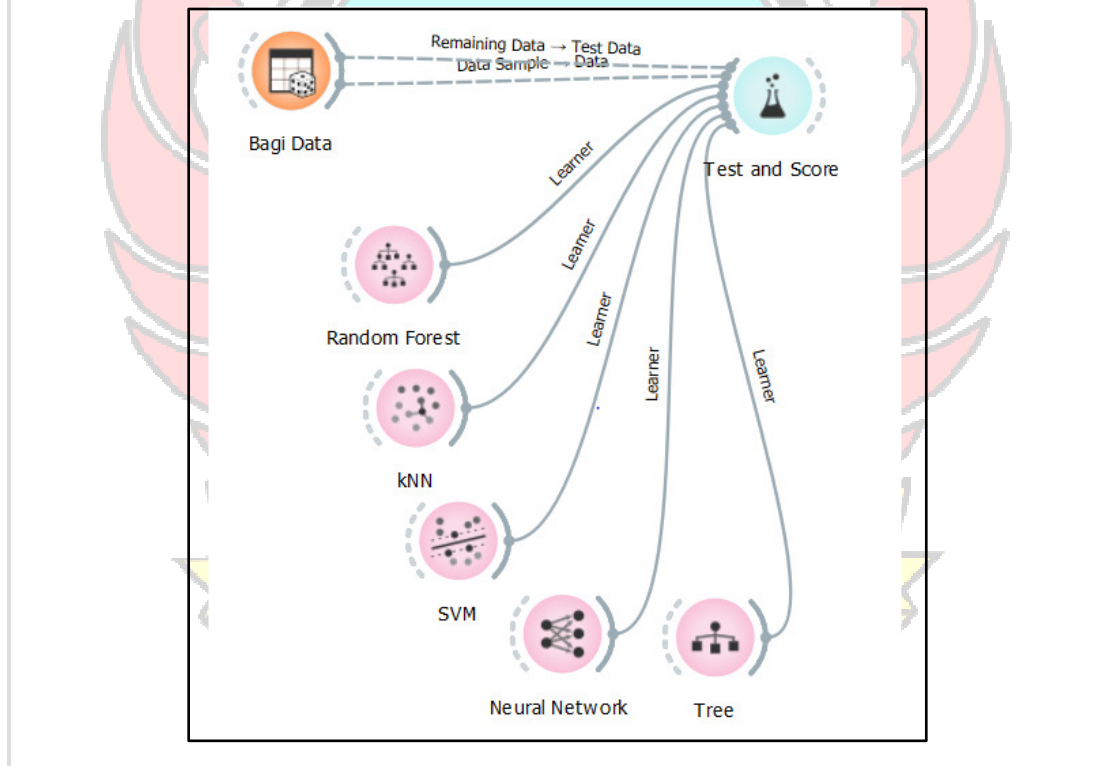 Remaining Data → Test Data
Data Sample → Data
Bagi Data
Test and Score
Learner
Random Forest
Learner
kNN
Learner
SVM
Learner
Neural Network
Learner
Tree